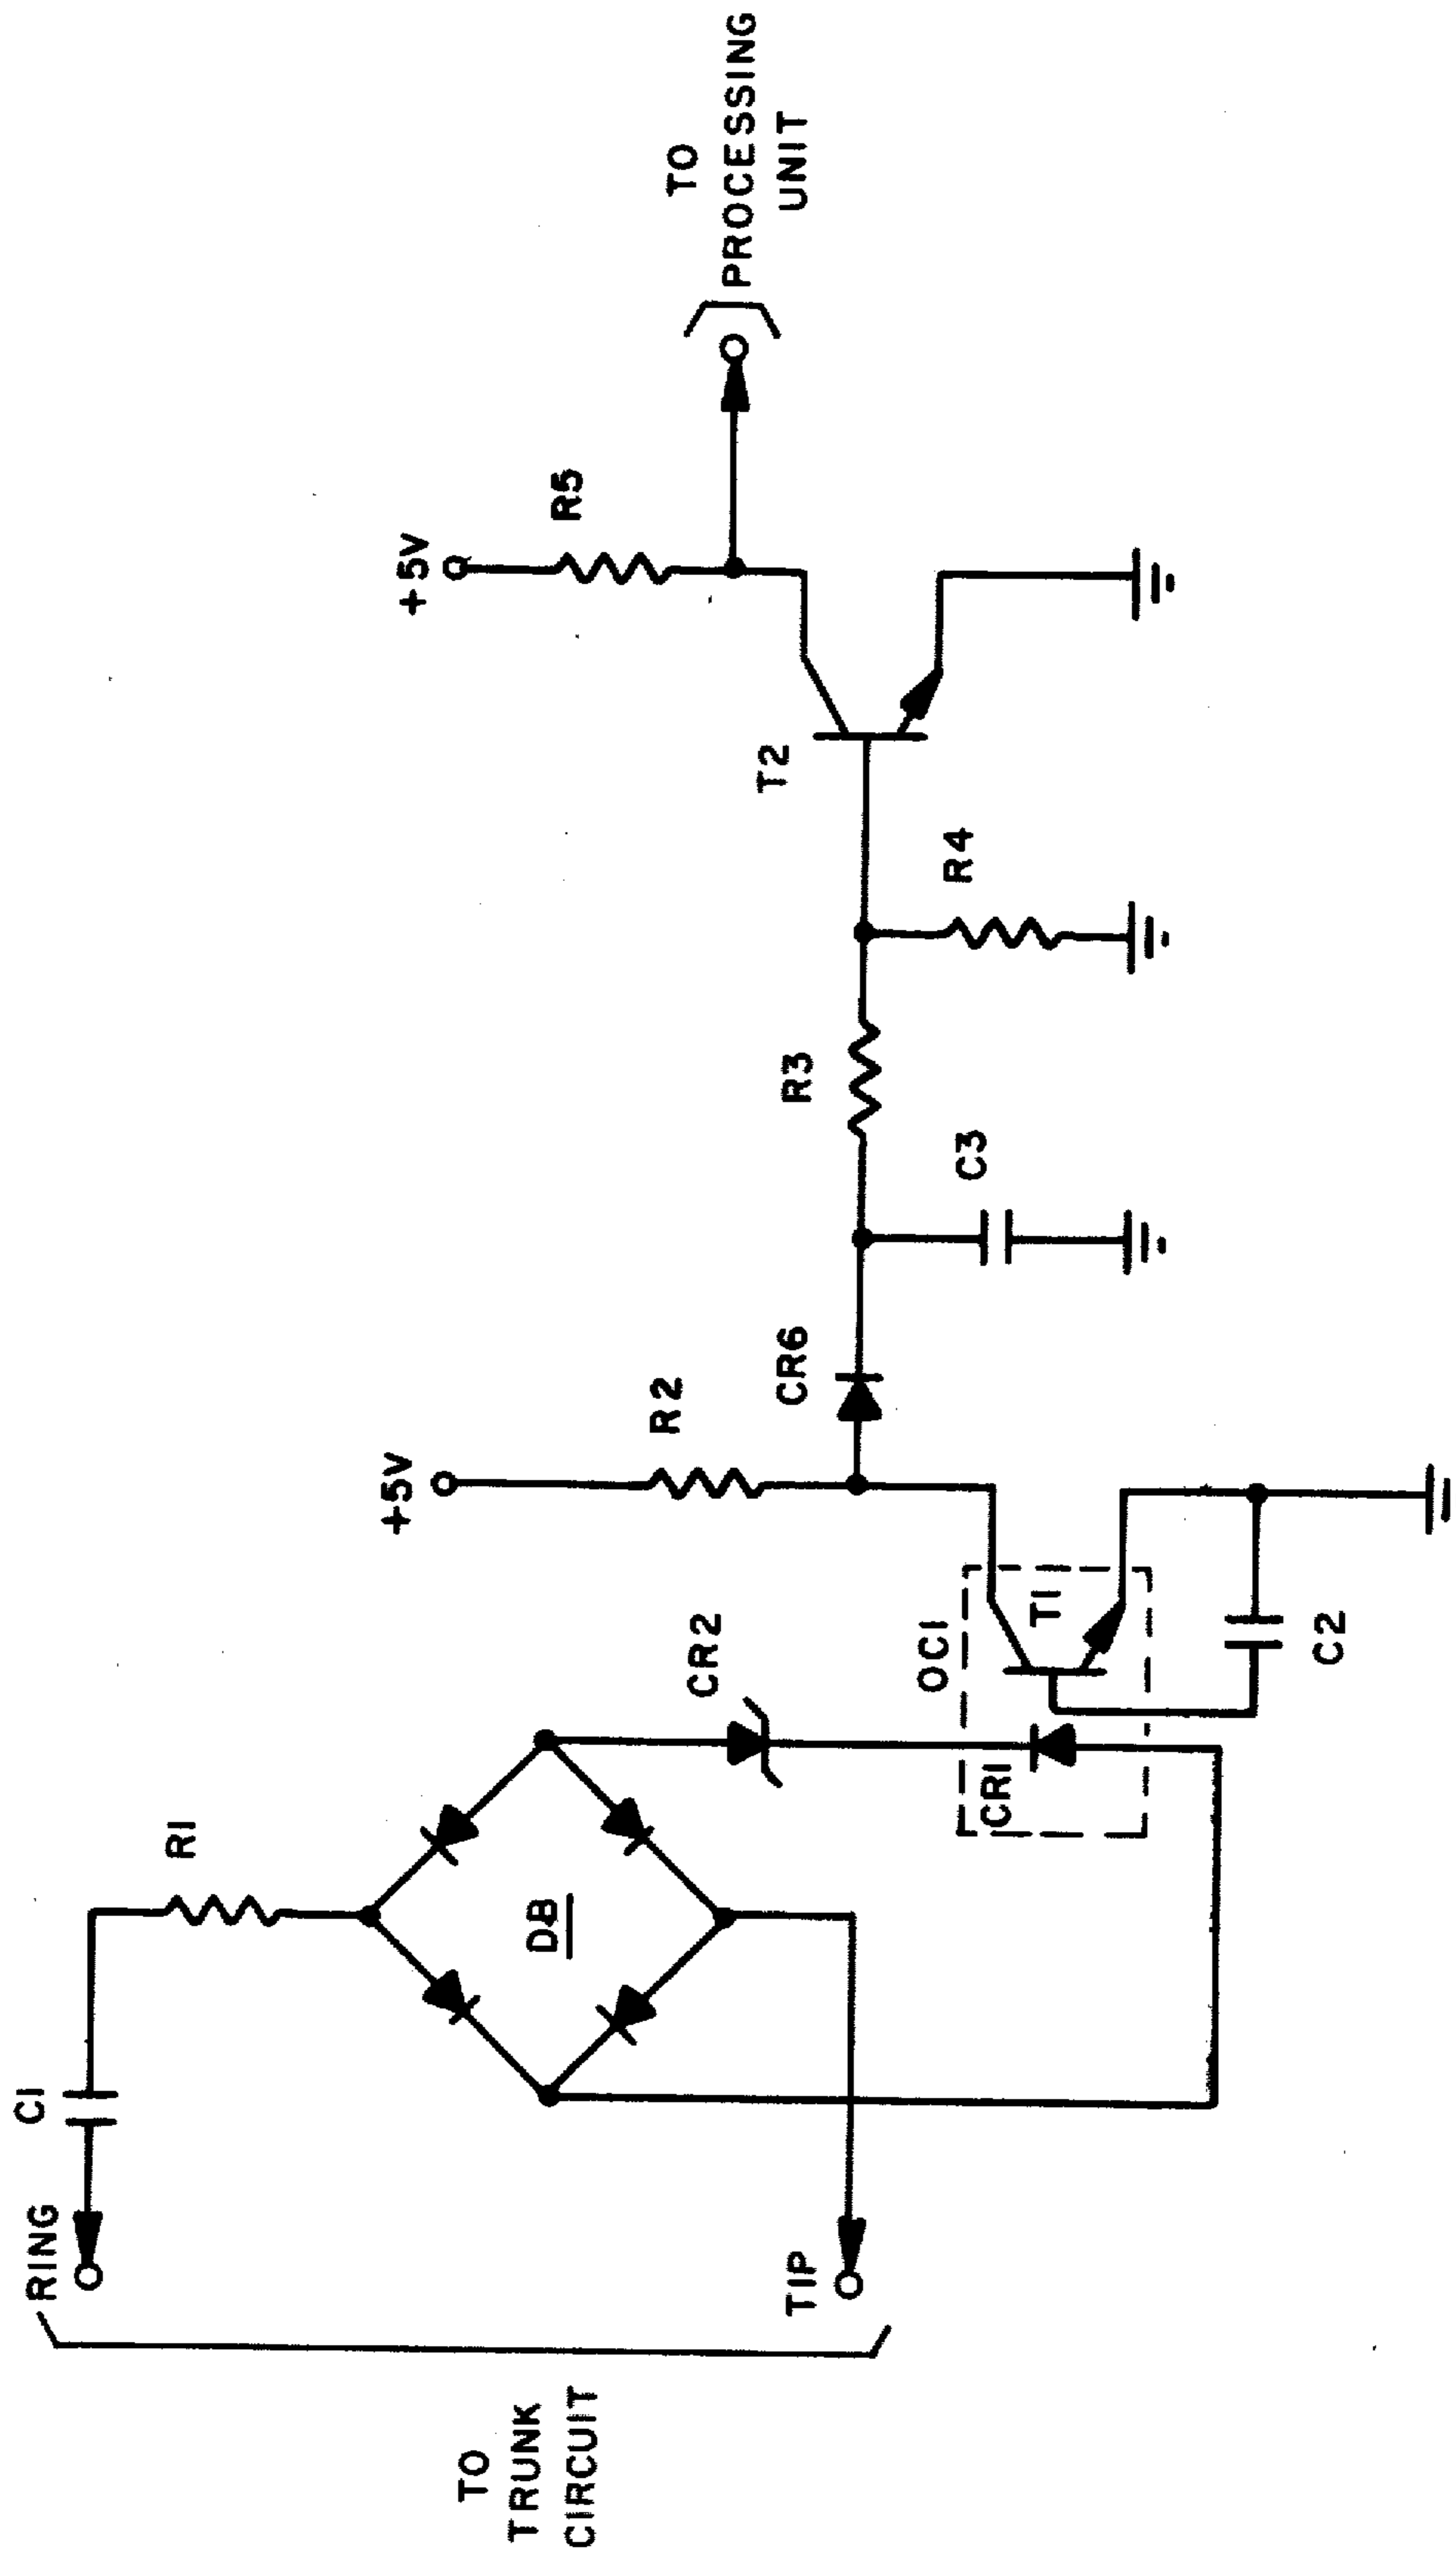 RING
C1
R1
TO
TRUNK
CIRCUIT
TIP
DB
CR2
OC1
CR1
T1
C2
+5V
R2
CR6
C3
R3
R4
T2
+5V
R5
TO
PROCESSING
UNIT